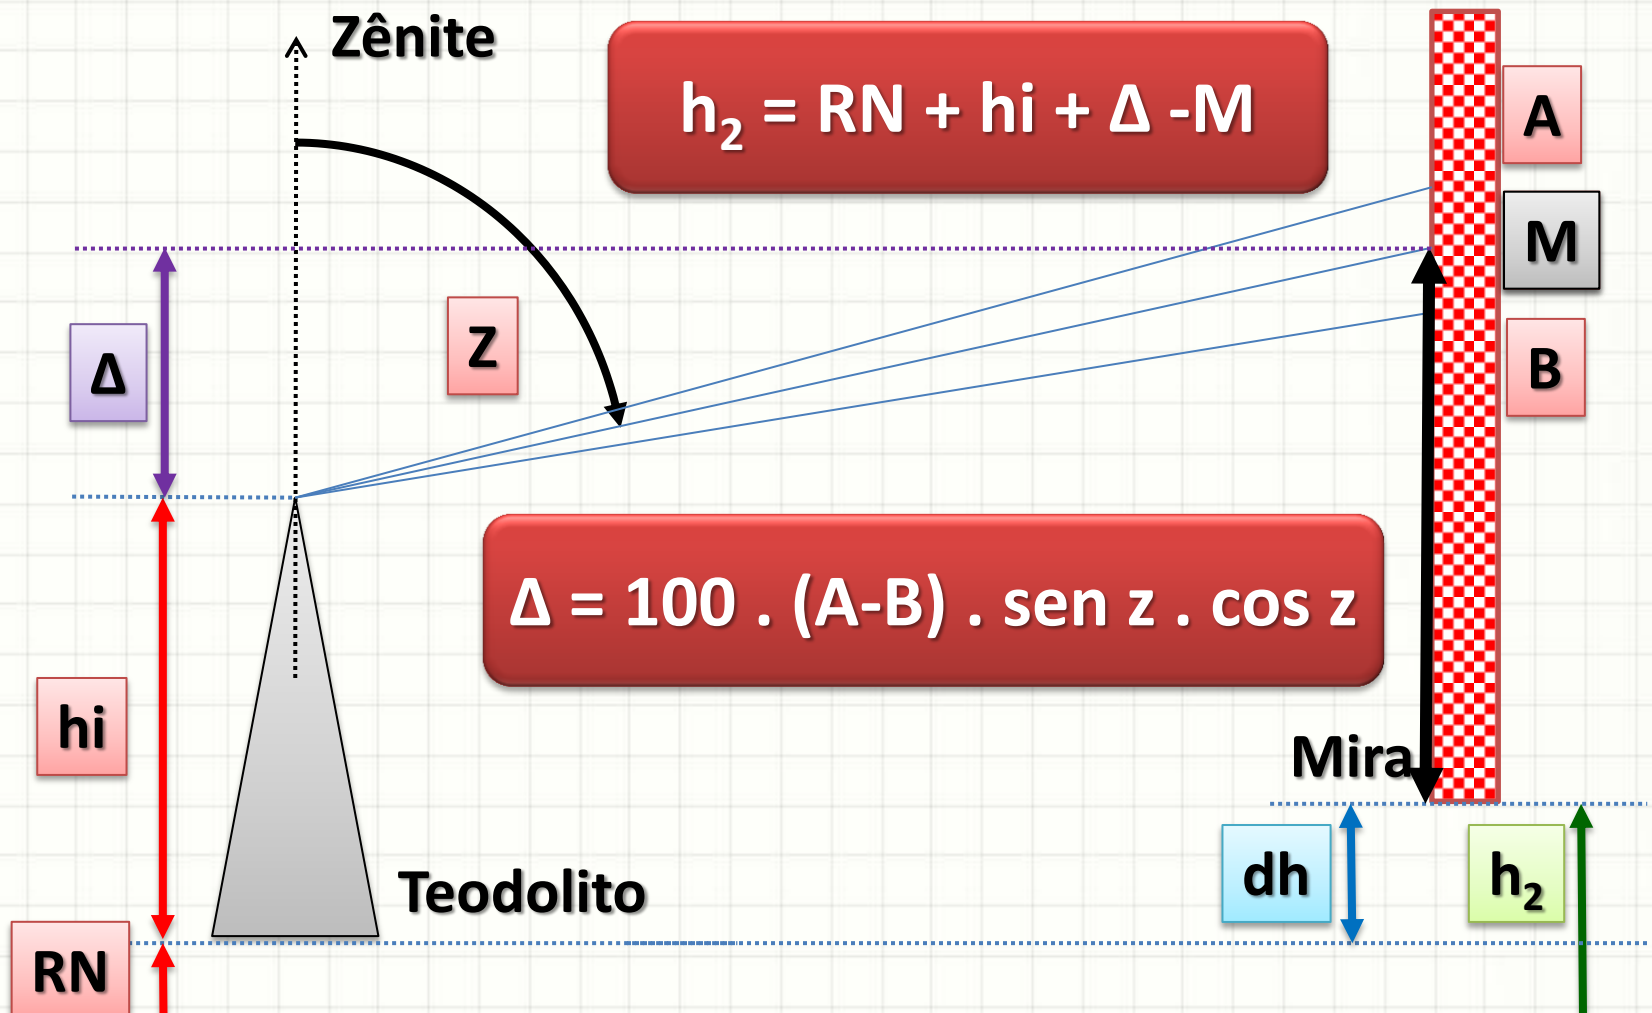 Zênite
h₂ = RN + hi + Δ -M
A
M
Z
Δ
B
Δ = 100 . (A-B) . sen z . cos z
hi
Mira
dh
h₂
Teodolito
RN